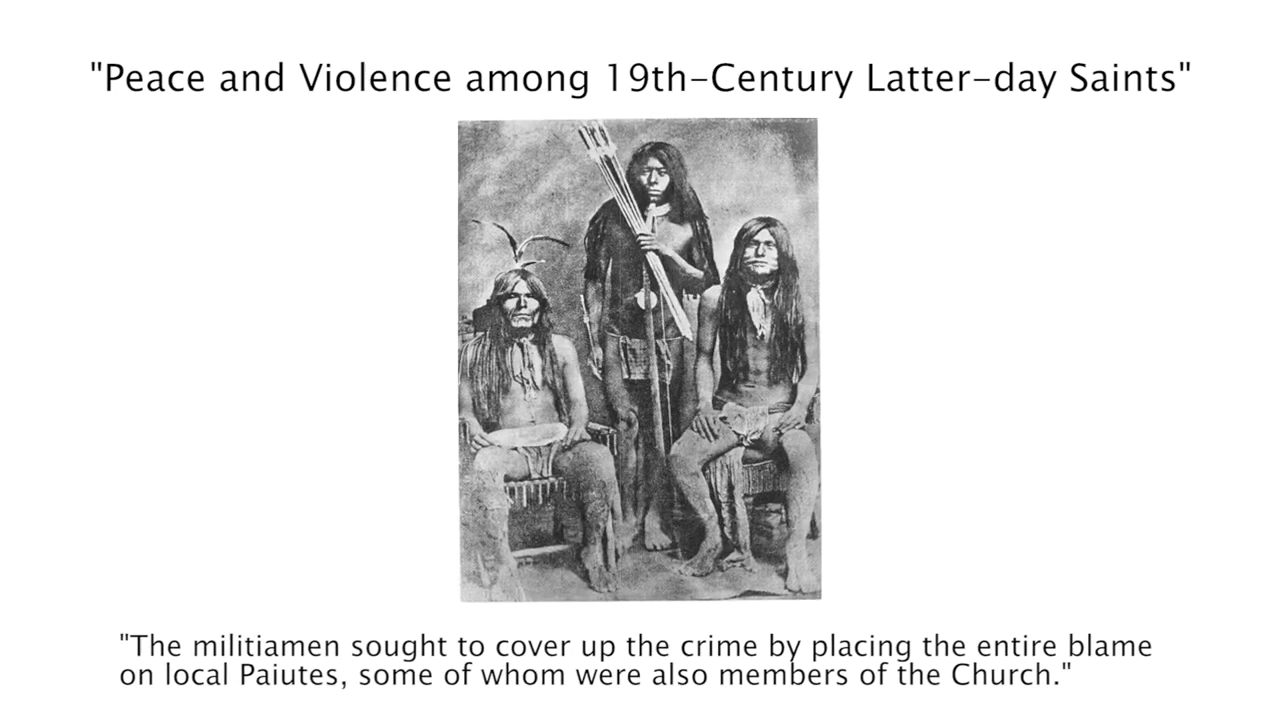 "Peace and Violence among 19th-Century Latter-day Saints"
"The militiamen sought to cover up the crime by placing the entire blame
on local Paiutes, some of whom were also members of the Church."